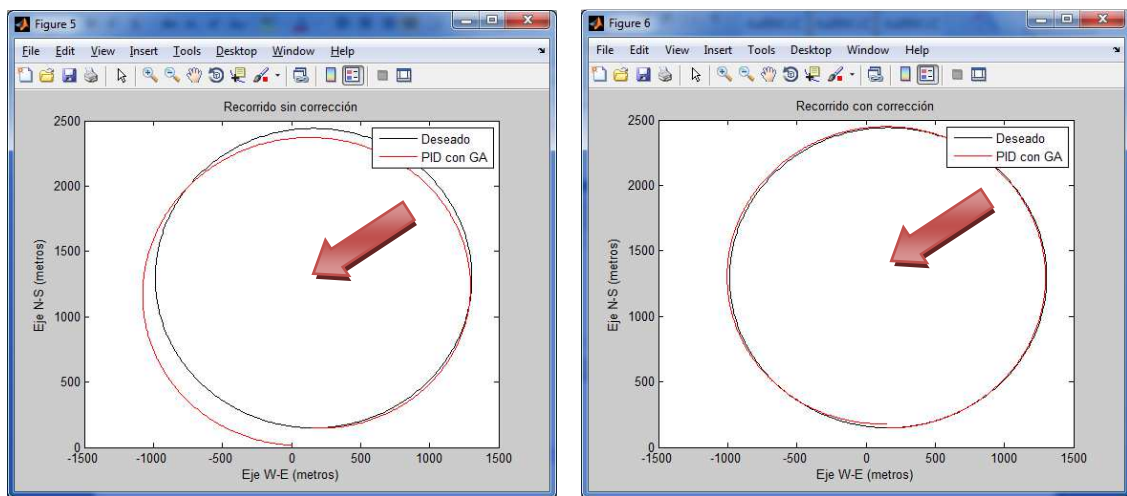 Figure 5
File Edit View Insert Tools Desktop Window Help
Recorrido sin corrección
2500
2000
1500
1000
500
0
Eje N-S (metros)
Deseado
PID con GA
-1500 -1000 -500 0 500 1000 1500
Eje W-E (metros)
Figure 6
File Edit View Insert Tools Desktop Window Help
Recorrido con corrección
2500
2000
1500
1000
500
0
Eje N-S (metros)
Deseado
PID con GA
-1500 -1000 -500 0 500 1000 1500
Eje W-E (metros)